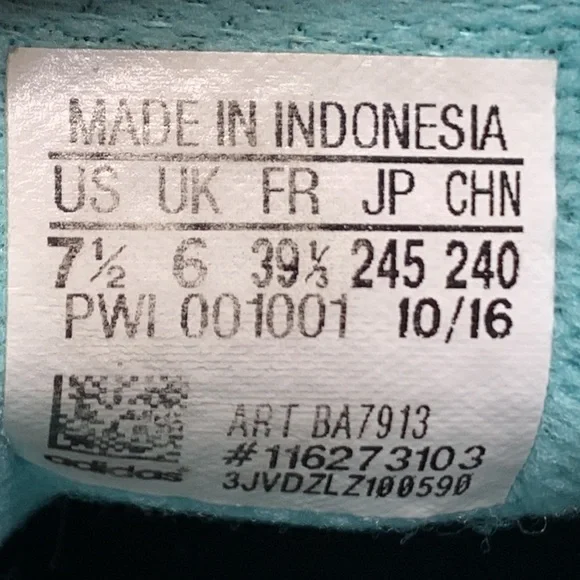 MADE IN INDONESIA
US UK FR JP CHN
7½ 6 39⅓ 245 240
PWI 001001 10/16
ART BA7913
#116273103
adidas
3JVDZLZ100590